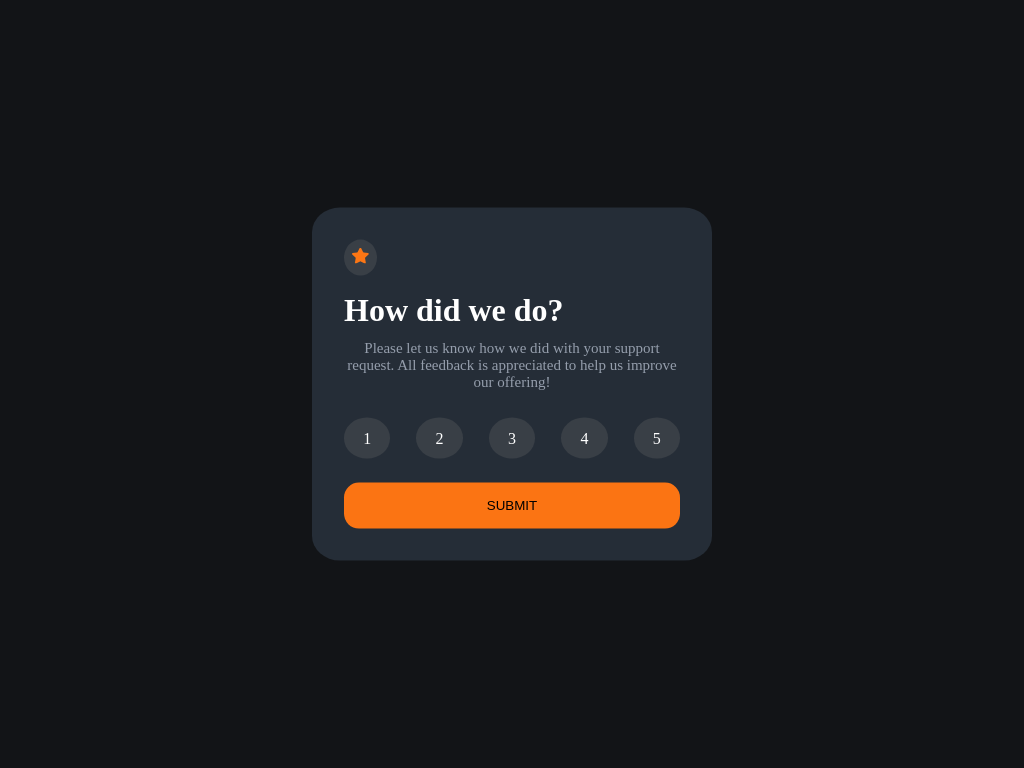 How did we do?
Please let us know how we did with your support
request. All feedback is appreciated to help us improve
our offering!
1 2 3 4 5
SUBMIT